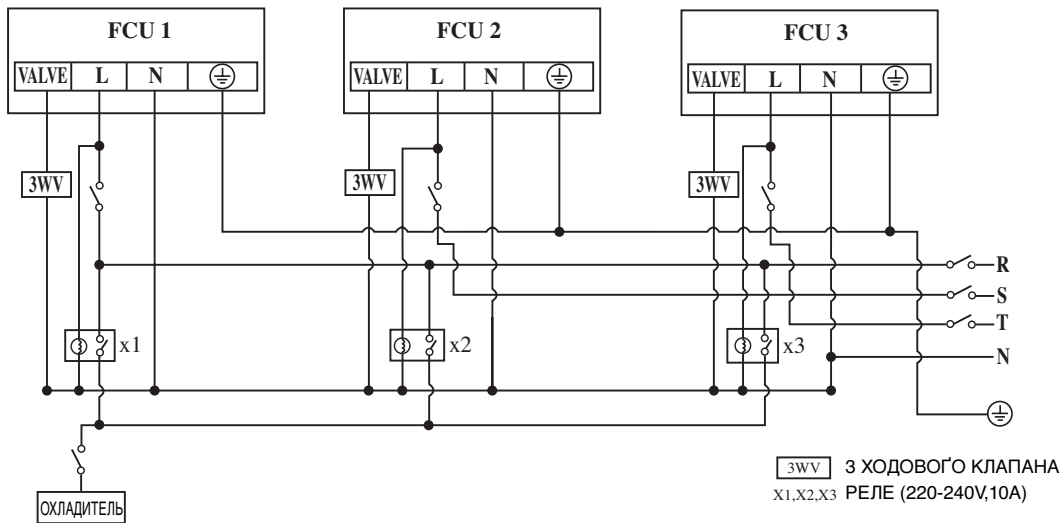 FCU 1
FCU 2
FCU 3
VALVE L N
VALVE L N
VALVE L N
3WV
3WV
3WV
R
S
T
N
x1
x2
x3
ОХЛАДИТЕЛЬ
3WV 3 ХОДОВОЃО КЛАПАНА
X1,X2,X3 РЕЛЕ (220-240V,10A)